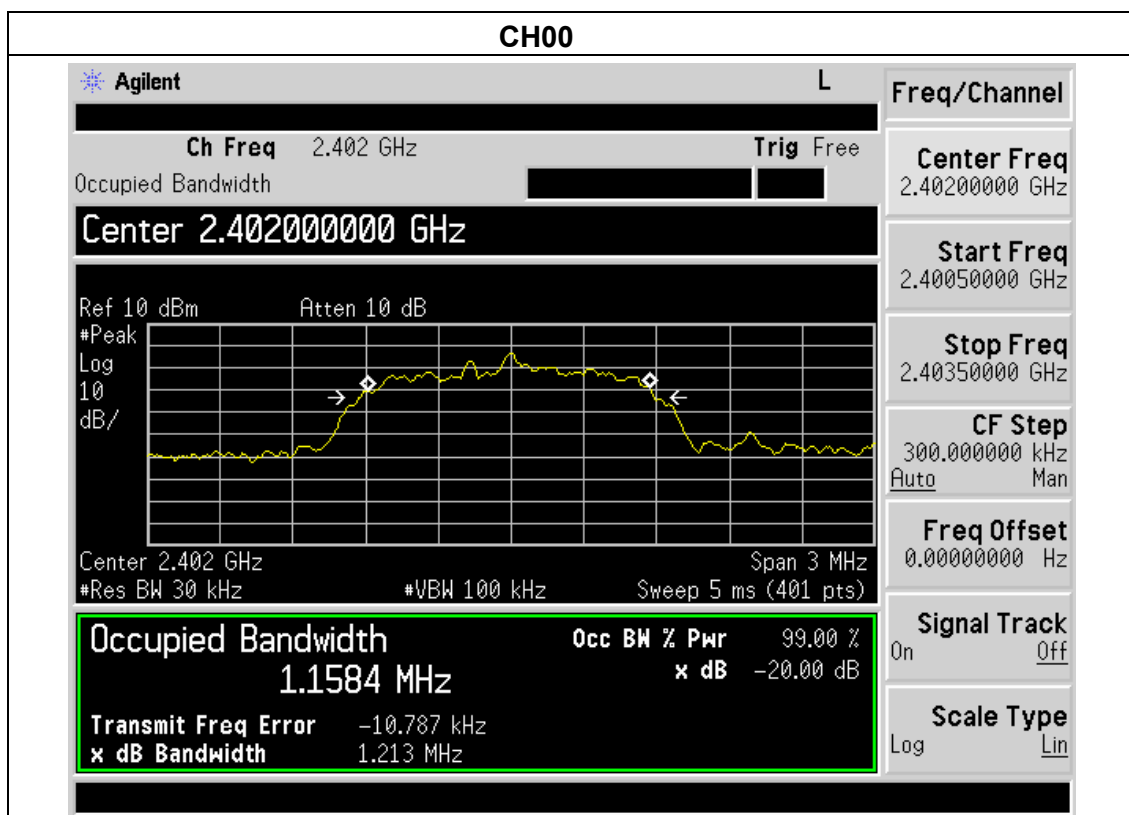 CH00
Agilent L
Ch Freq 2.402 GHz Trig Free
Occupied Bandwidth
Center 2.402000000 GHz
Ref 10 dBm Atten 10 dB
#Peak
Log
10
dB/
Center 2.402 GHz Span 3 MHz
#Res BW 30 kHz #VBW 100 kHz Sweep 5 ms (401 pts)
Occupied Bandwidth Occ BW % Pwr 99.00 %
1.1584 MHz x dB -20.00 dB
Transmit Freq Error -10.787 kHz
x dB Bandwidth 1.213 MHz
Freq/Channel
Center Freq
2.40200000 GHz
Start Freq
2.40050000 GHz
Stop Freq
2.40350000 GHz
CF Step
300.000000 kHz
Auto Man
Freq Offset
0.00000000 Hz
Signal Track
On Off
Scale Type
Log Lin